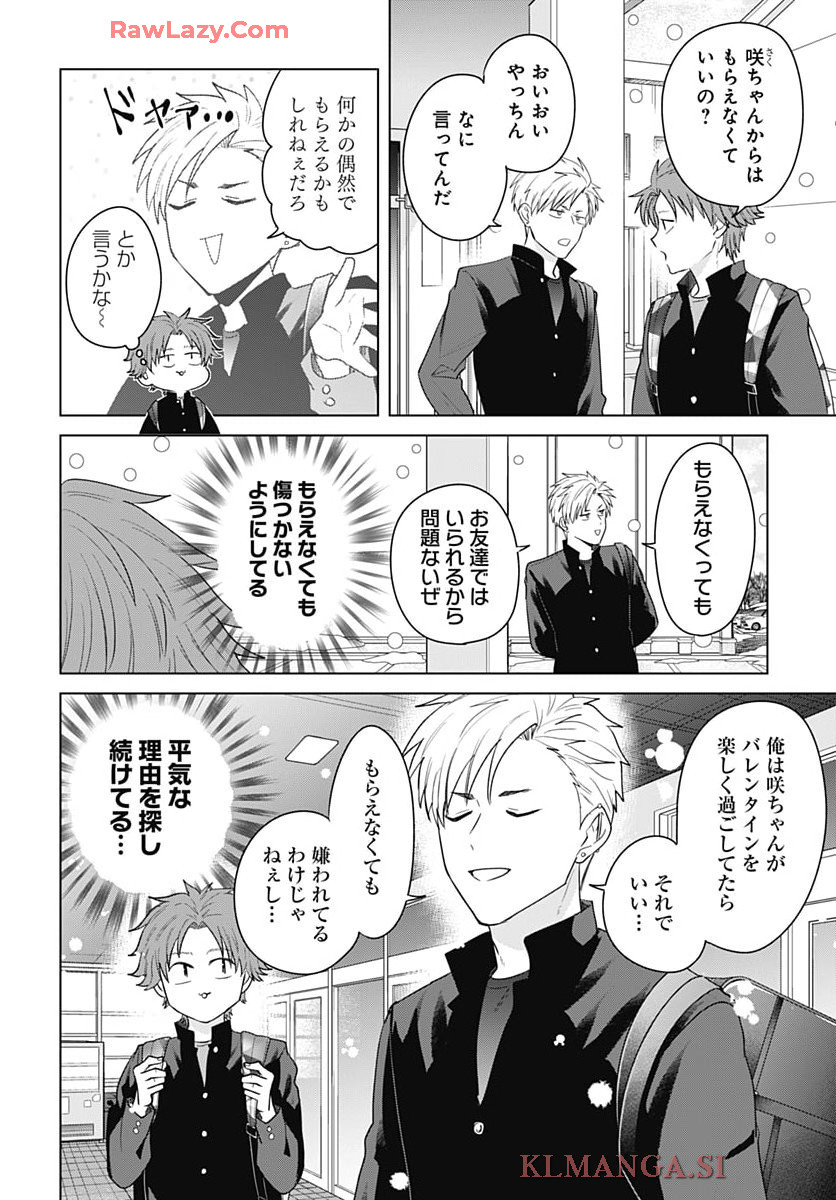 RawLazy.Com
咲ちゃんからは
さく
もらえなくて
いいの？
おいおい
やっちん
なに
言ってんだ
何かの偶然で
もらえるかも
しれねぇだろ
ドヤァ・・・
とか
言うかな〜
もらえなくっても
お友達では
いられるから
問題ないぜ
もらえなくても
傷つかない
ようにしてる
俺は咲ちゃんが
バレンタインを
楽しく過ごしてたら
それで
いい…
もらえなくても
嫌われてる
わけじゃ
ねぇし…
平気な
理由を探し
続けてる…
KLMANGA.SI